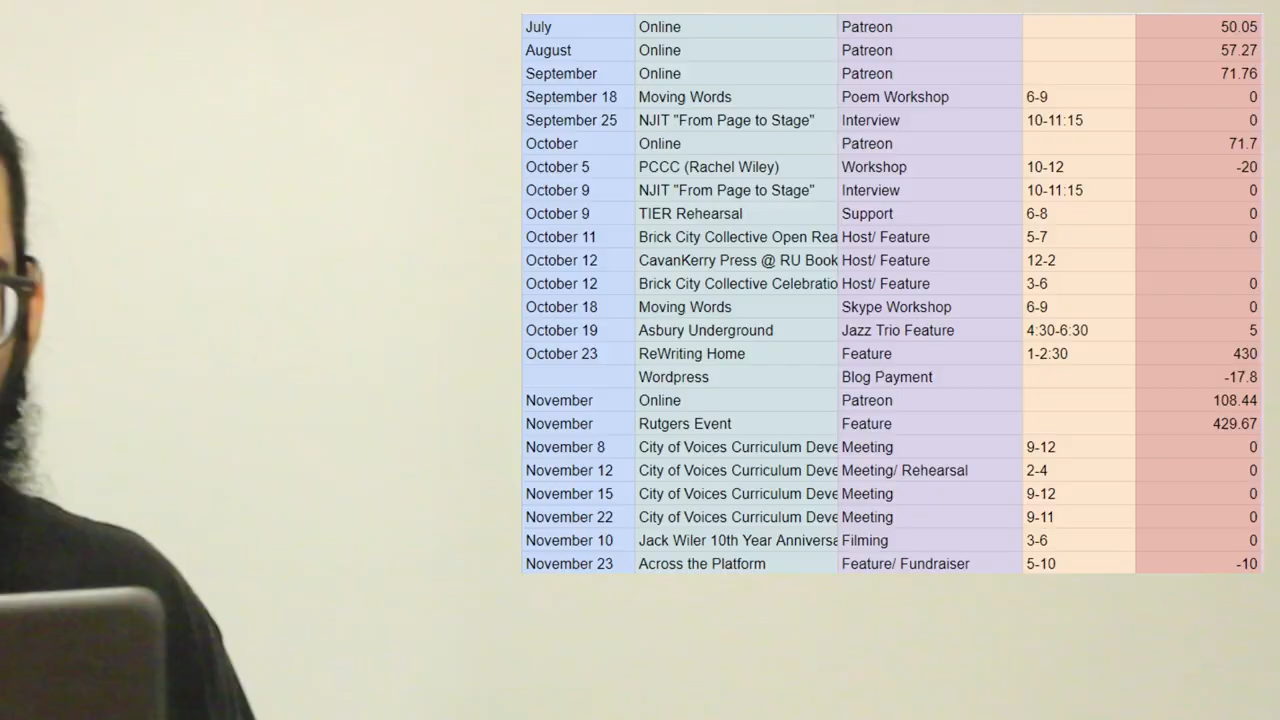 July Online Patreon 50.05
August Online Patreon 57.27
September Online Patreon 71.76
September 18 Moving Words Poem Workshop 6-9 0
September 25 NJIT "From Page to Stage" Interview 10-11:15 0
October Online Patreon 71.7
October 5 PCCC (Rachel Wiley) Workshop 10-12 -20
October 9 NJIT "From Page to Stage" Interview 10-11:15 0
October 9 TIER Rehearsal Support 6-8 0
October 11 Brick City Collective Open Rea Host/ Feature 5-7 0
October 12 CavanKerry Press @ RU Book Host/ Feature 12-2
October 12 Brick City Collective Celebratio Host/ Feature 3-6 0
October 18 Moving Words Skype Workshop 6-9 0
October 19 Asbury Underground Jazz Trio Feature 4:30-6:30 5
October 23 ReWriting Home Feature 1-2:30 430
Wordpress Blog Payment -17.8
November Online Patreon 108.44
November Rutgers Event Feature 429.67
November 8 City of Voices Curriculum Deve Meeting 9-12 0
November 12 City of Voices Curriculum Deve Meeting/ Rehearsal 2-4 0
November 15 City of Voices Curriculum Deve Meeting 9-12 0
November 22 City of Voices Curriculum Deve Meeting 9-11 0
November 10 Jack Wiler 10th Year Anniversa Filming 3-6 0
November 23 Across the Platform Feature/ Fundraiser 5-10 -10